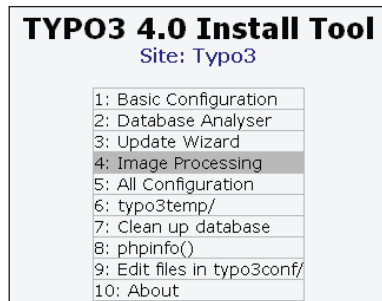 TYPO3 4.0 Install Tool
Site: Typo3
1: Basic Configuration
2: Database Analyser
3: Update Wizard
4: Image Processing
5: All Configuration
6: typo3temp/
7: Clean up database
8: phpinfo()
9: Edit files in typo3conf/
10: About